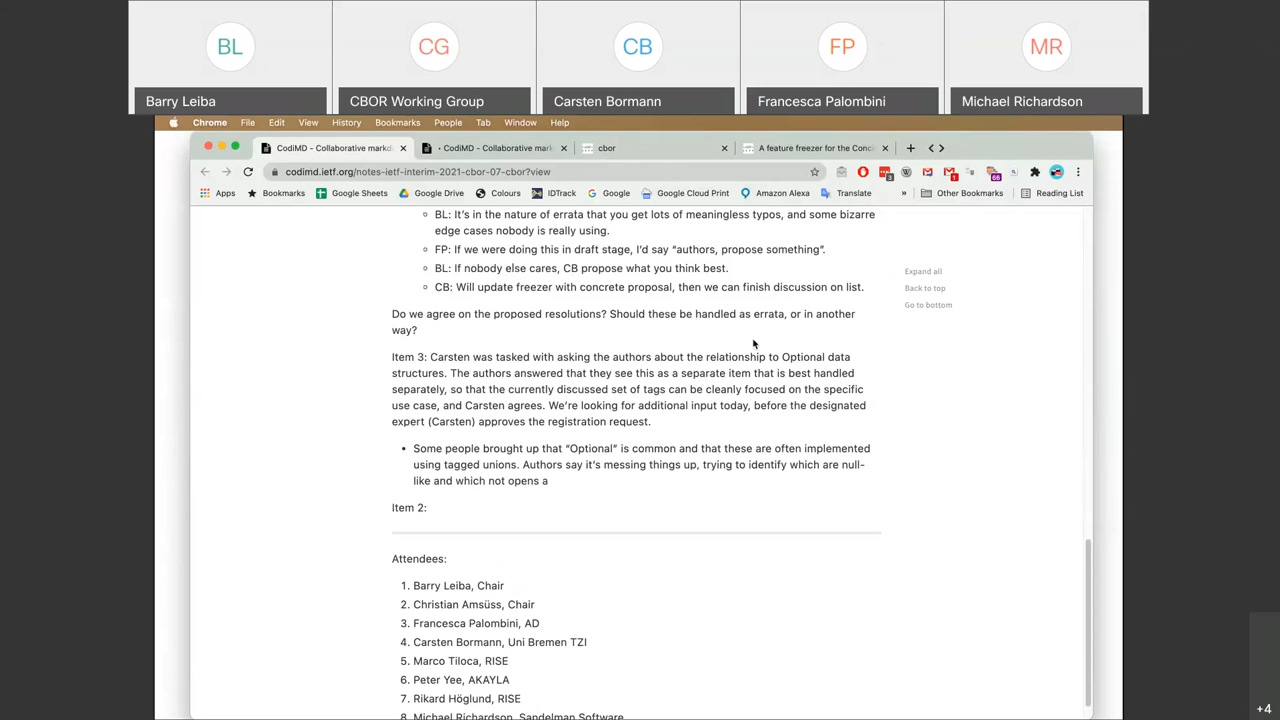 BL
CG
CB
FP
MR
Barry Leiba
CBOR Working Group
Carsten Bormann
Francesca Palombini
Michael Richardson
Chrome File Edit View History Bookmarks People Tab Window Help
CodiMD - Collaborative markd
· CodiMD - Collaborative mark
cbor
A feature freezer for the Conci
codimd.ietf.org/notes-ietf-interim-2021-cbor-07-cbor?view
Apps Bookmarks Google Sheets Google Drive Colours IDTrack Google Google Cloud Print Amazon Alexa Translate » Other Bookmarks Reading List
BL: It's in the nature of errata that you get lots of meaningless typos, and some bizarre
edge cases nobody is really using.
FP: If we were doing this in draft stage, I'd say “authors, propose something”.
BL: If nobody else cares, CB propose what you think best.
CB: Will update freezer with concrete proposal, then we can finish discussion on list.
Expand all
Back to top
Go to bottom
Do we agree on the proposed resolutions? Should these be handled as errata, or in another
way?
Item 3: Carsten was tasked with asking the authors about the relationship to Optional data
structures. The authors answered that they see this as a separate item that is best handled
separately, so that the currently discussed set of tags can be cleanly focused on the specific
use case, and Carsten agrees. We're looking for additional input today, before the designated
expert (Carsten) approves the registration request.
Some people brought up that “Optional” is common and that these are often implemented
using tagged unions. Authors say it's messing things up, trying to identify which are null-
like and which not opens a
Item 2:
Attendees:
1. Barry Leiba, Chair
2. Christian Amsüss, Chair
3. Francesca Palombini, AD
4. Carsten Bormann, Uni Bremen TZI
5. Marco Tiloca, RISE
6. Peter Yee, AKAYLA
7. Rikard Höglund, RISE
8. Michael Richardson, Sandelman Software
+4